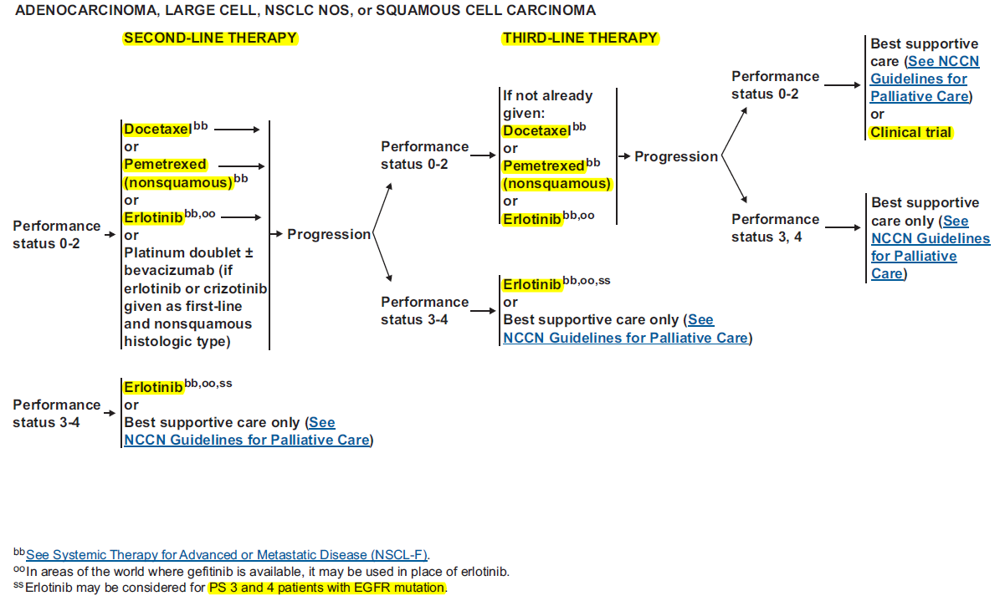 ADENOCARCINOMA, LARGE CELL, NSCLC NOS, or SQUAMOUS CELL CARCINOMA
SECOND-LINE THERAPY
THIRD-LINE THERAPY
Performance
status 0-2
Docetaxelbb
or
Pemetrexed
(nonsquamous)bb
or
Erlotinibbb,oo
or
Platinum doublet ±
bevacizumab (if
erlotinib or crizotinib
given as first-line
and nonsquamous
histologic type)
Progression
Performance
status 0-2
If not already
given:
Docetaxelbb
or
Pemetrexedbb
(nonsquamous)
or
Erlotinibbb,oo
Progression
Performance
status 0-2
Best supportive
care (See NCCN
Guidelines for
Palliative Care)
or
Clinical trial
Performance
status 3, 4
Best supportive
care only (See
NCCN Guidelines
for Palliative
Care)
Performance
status 3-4
Erlotinibbb,oo,ss
or
Best supportive care only (See
NCCN Guidelines for Palliative Care)
Performance
status 3-4
Erlotinibbb,oo,ss
or
Best supportive care only (See
NCCN Guidelines for Palliative Care)
bbSee Systemic Therapy for Advanced or Metastatic Disease (NSCL-F).
ooIn areas of the world where gefitinib is available, it may be used in place of erlotinib.
ssErlotinib may be considered for PS 3 and 4 patients with EGFR mutation.